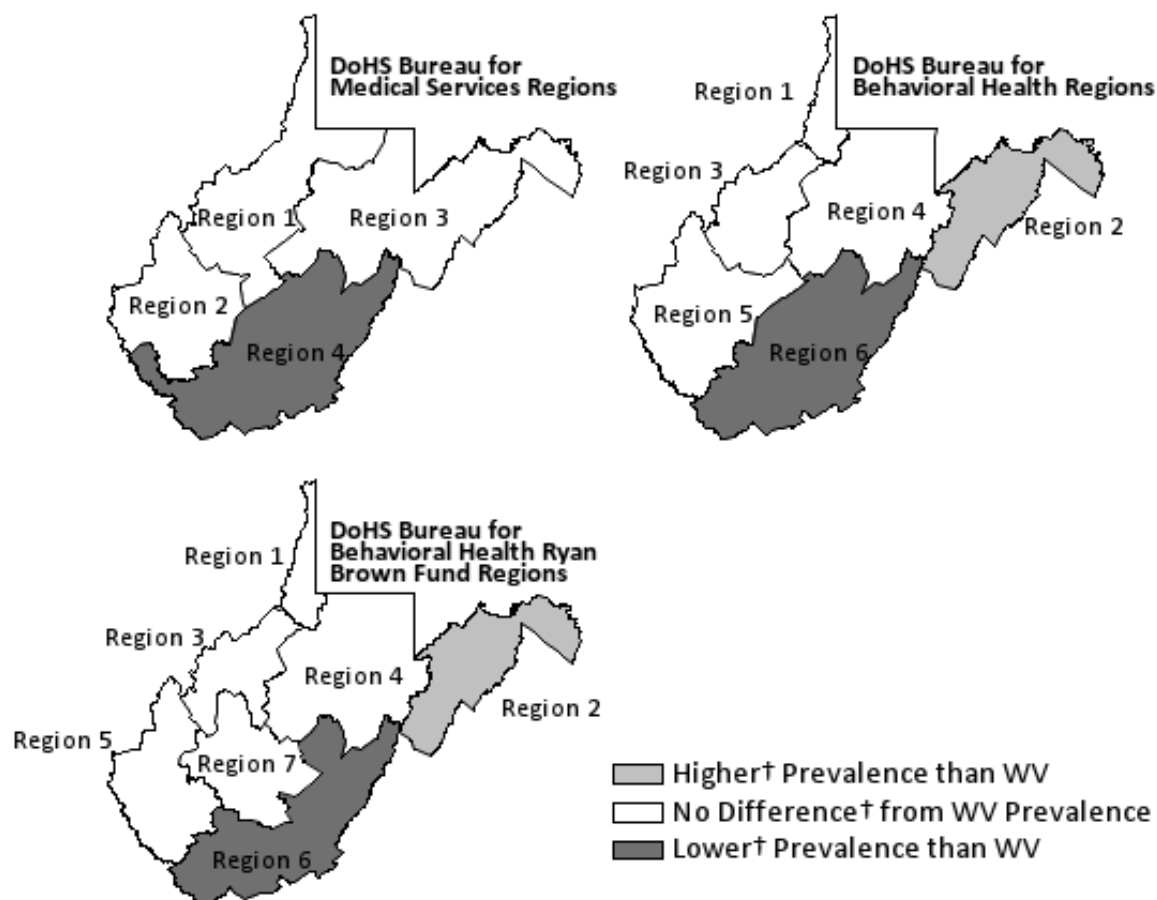 DoHS Bureau for
Medical Services Regions
Region 1
Region 3
Region 2
Region 4
DoHS Bureau for
Behavioral Health Regions
Region 1
Region 3
Region 4
Region 2
Region 5
Region 6
DoHS Bureau for
Behavioral Health Ryan
Brown Fund Regions
Region 1
Region 3
Region 4
Region 2
Region 5
Region 7
Region 6
Higher† Prevalence than WV
No Difference† from WV Prevalence
Lower† Prevalence than WV